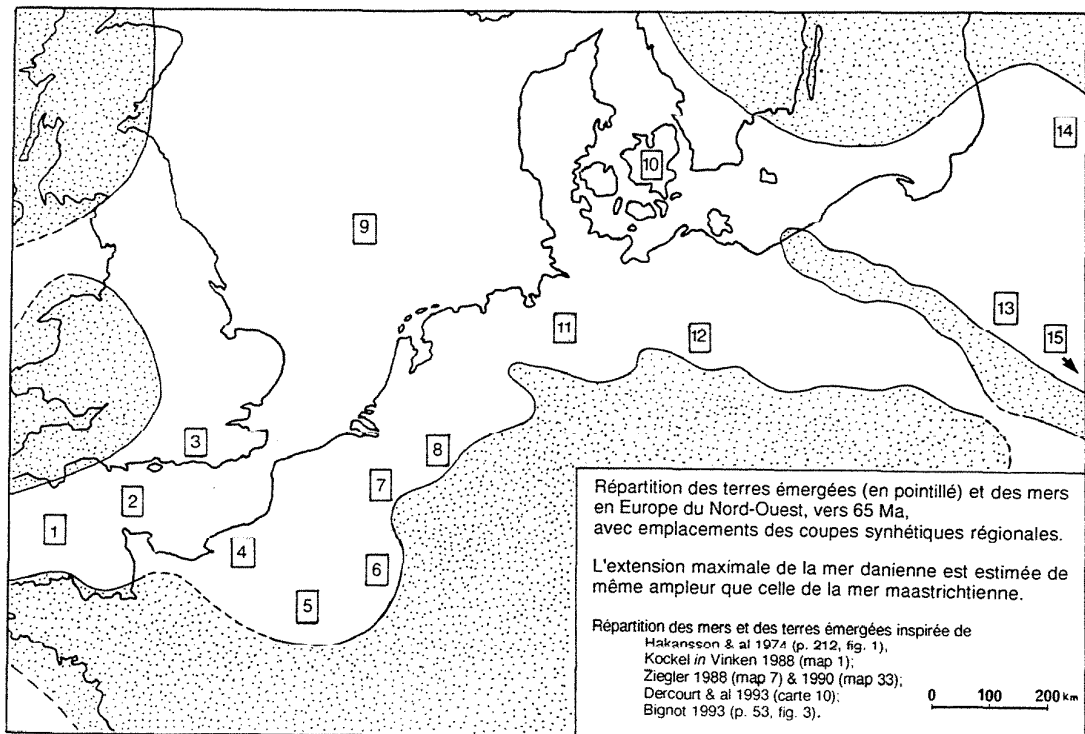 14
10
9
13
11
12
15
3
8
7
2
1
4
6
5
Répartition des terres émergées (en pointillé) et des mers
en Europe du Nord-Ouest, vers 65 Ma,
avec emplacements des coupes synhétiques régionales.
L'extension maximale de la mer danienne est estimée de
même ampleur que celle de la mer maastrichtienne.
Répartition des mers et des terres émergées inspirée de
Hakansson & al 1974 (p. 212, fig. 1),
Kockel in Vinken 1988 (map 1);
Ziegler 1988 (map 7) & 1990 (map 33);
Dercourt & al 1993 (carte 10);
Bignot 1993 (p. 53, fig. 3).
0 100 200 km